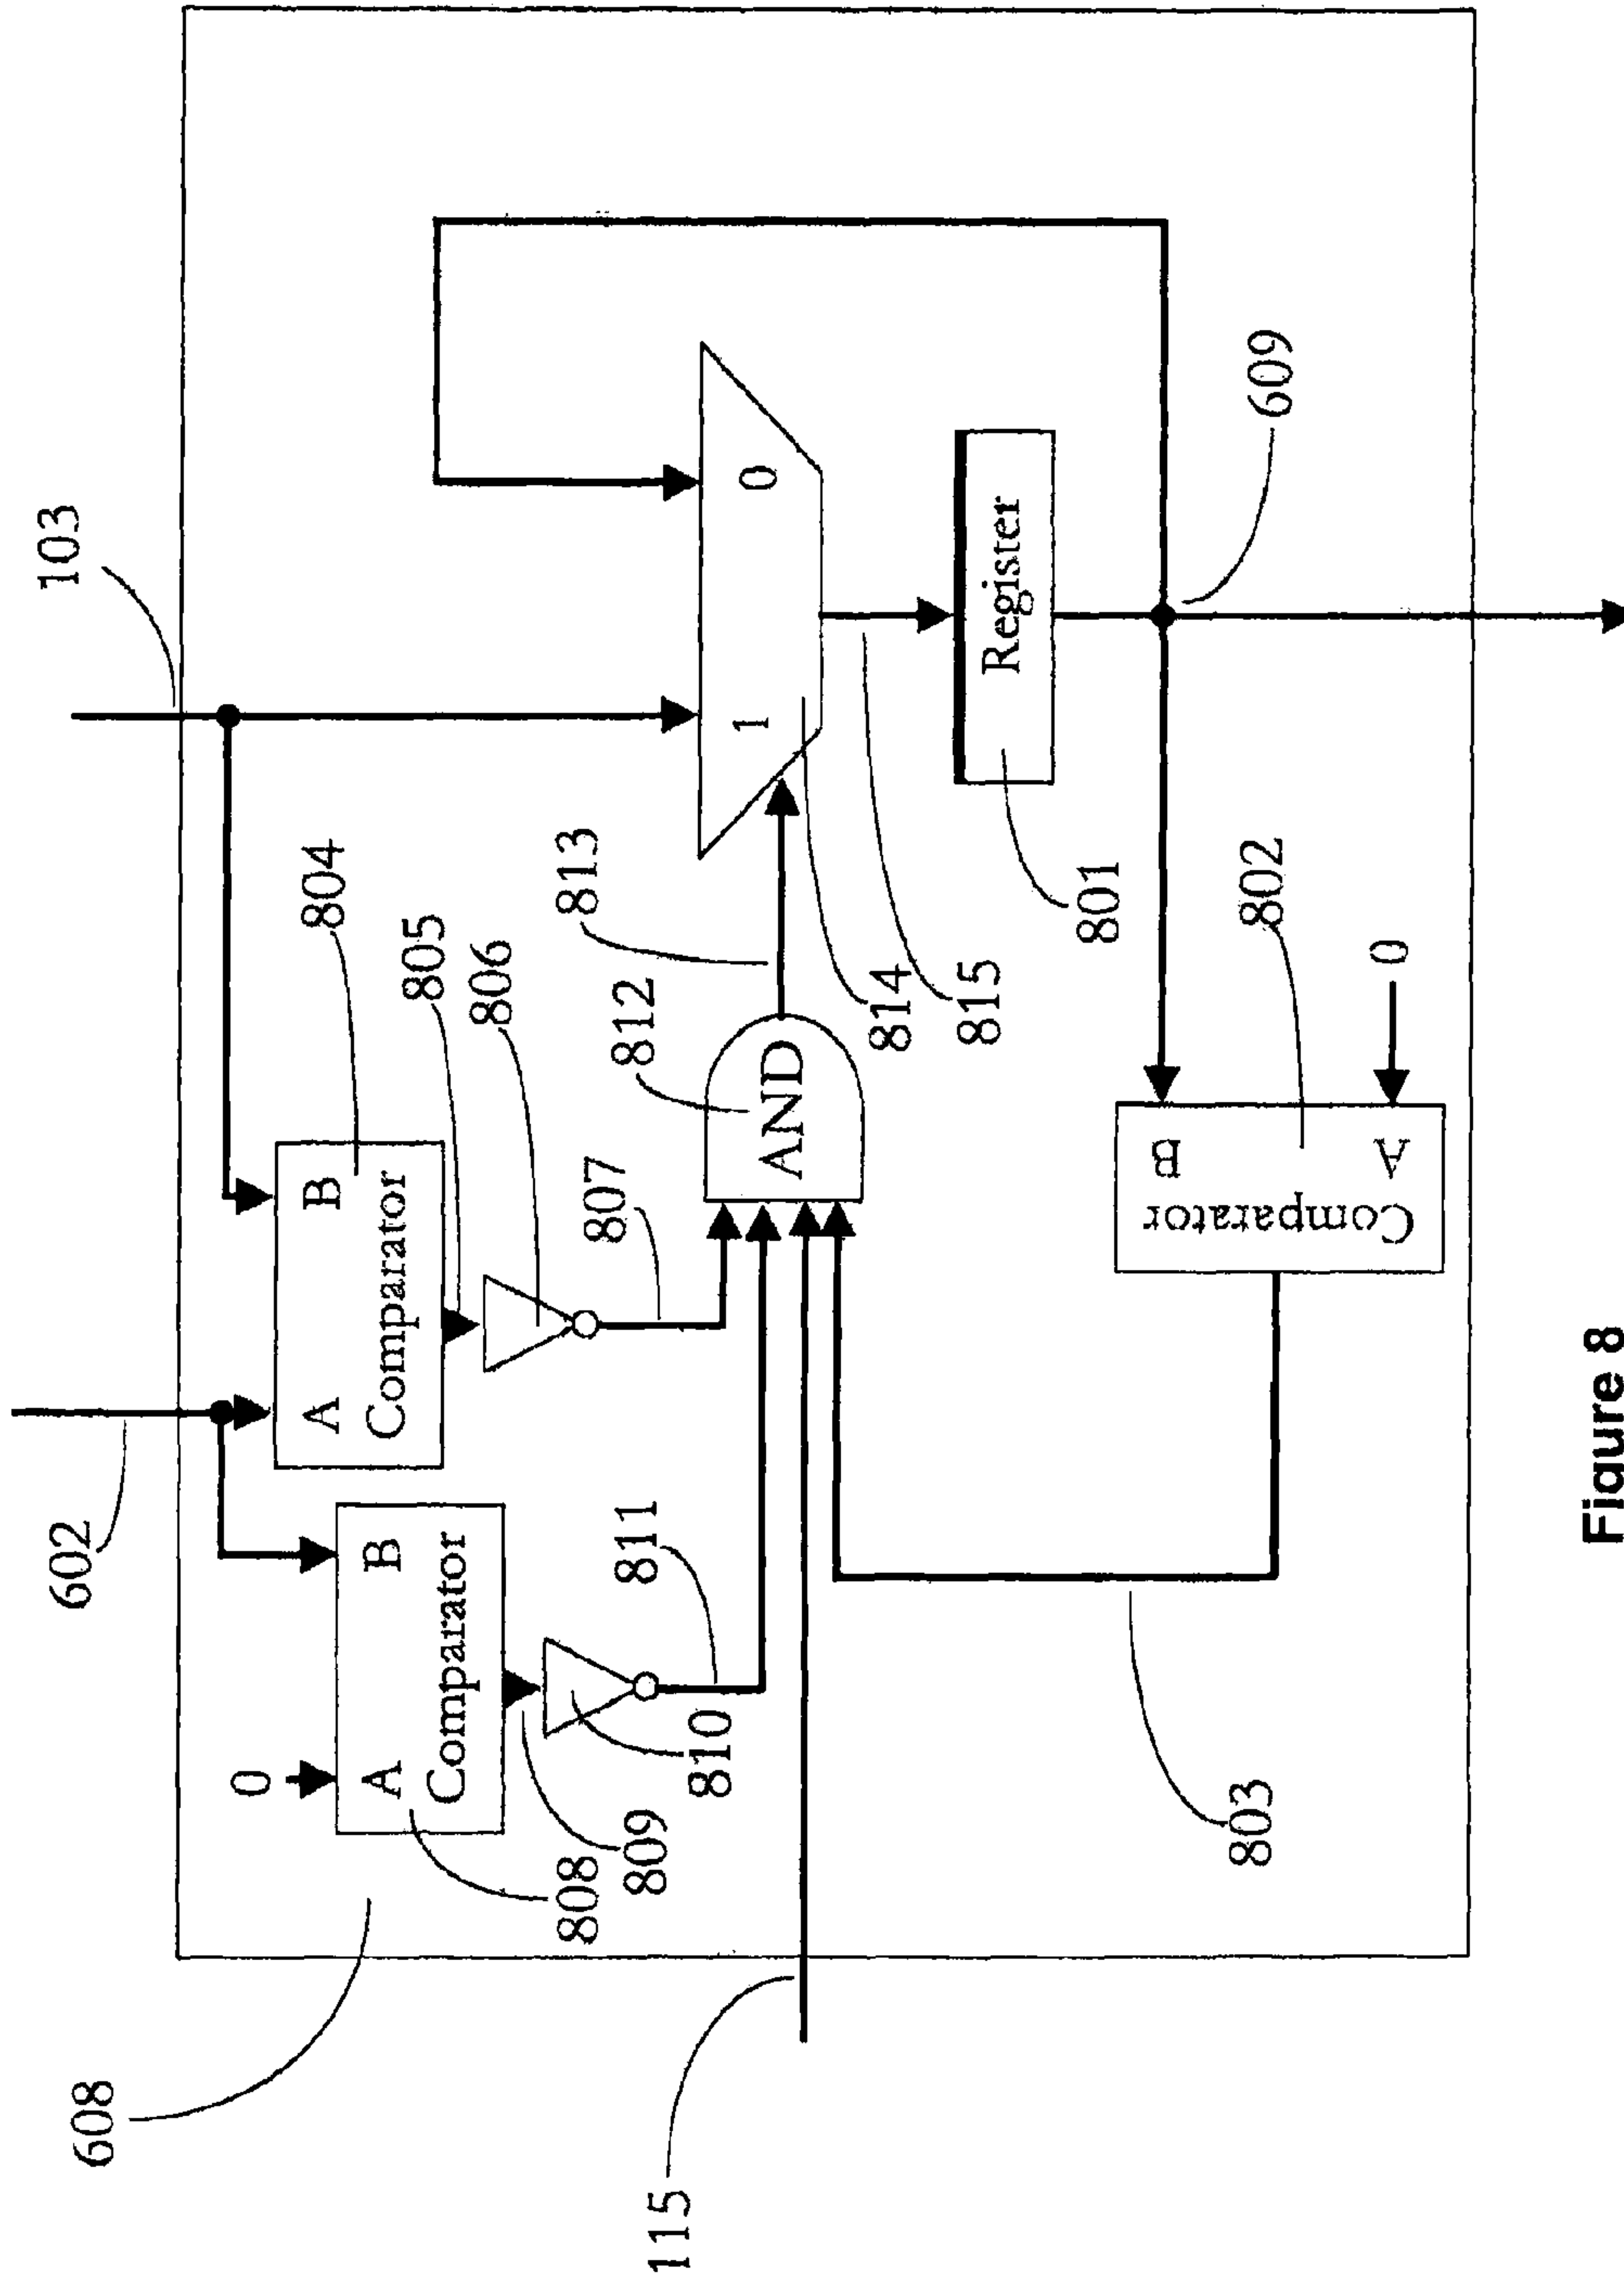 608
602
103
0
A
B
Comparator
A
B
Comparator
804
805
806
808
809
810
811
807
812
813
AND
1
0
115
814
815
Register
801
803
802
Comparator
B
A
0
609
Figure 8